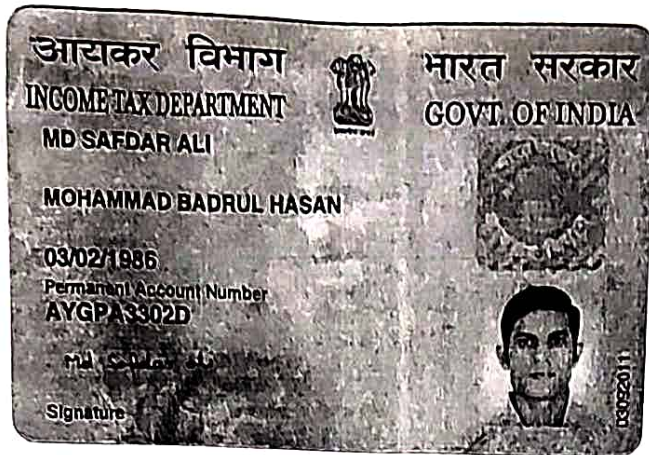 आयकर विभाग
INCOME TAX DEPARTMENT
भारत सरकार
GOVT. OF INDIA
MD SAFDAR ALI
MOHAMMAD BADRUL HASAN
03/02/1986
Permanent Account Number
AYGPA3302D
Signature